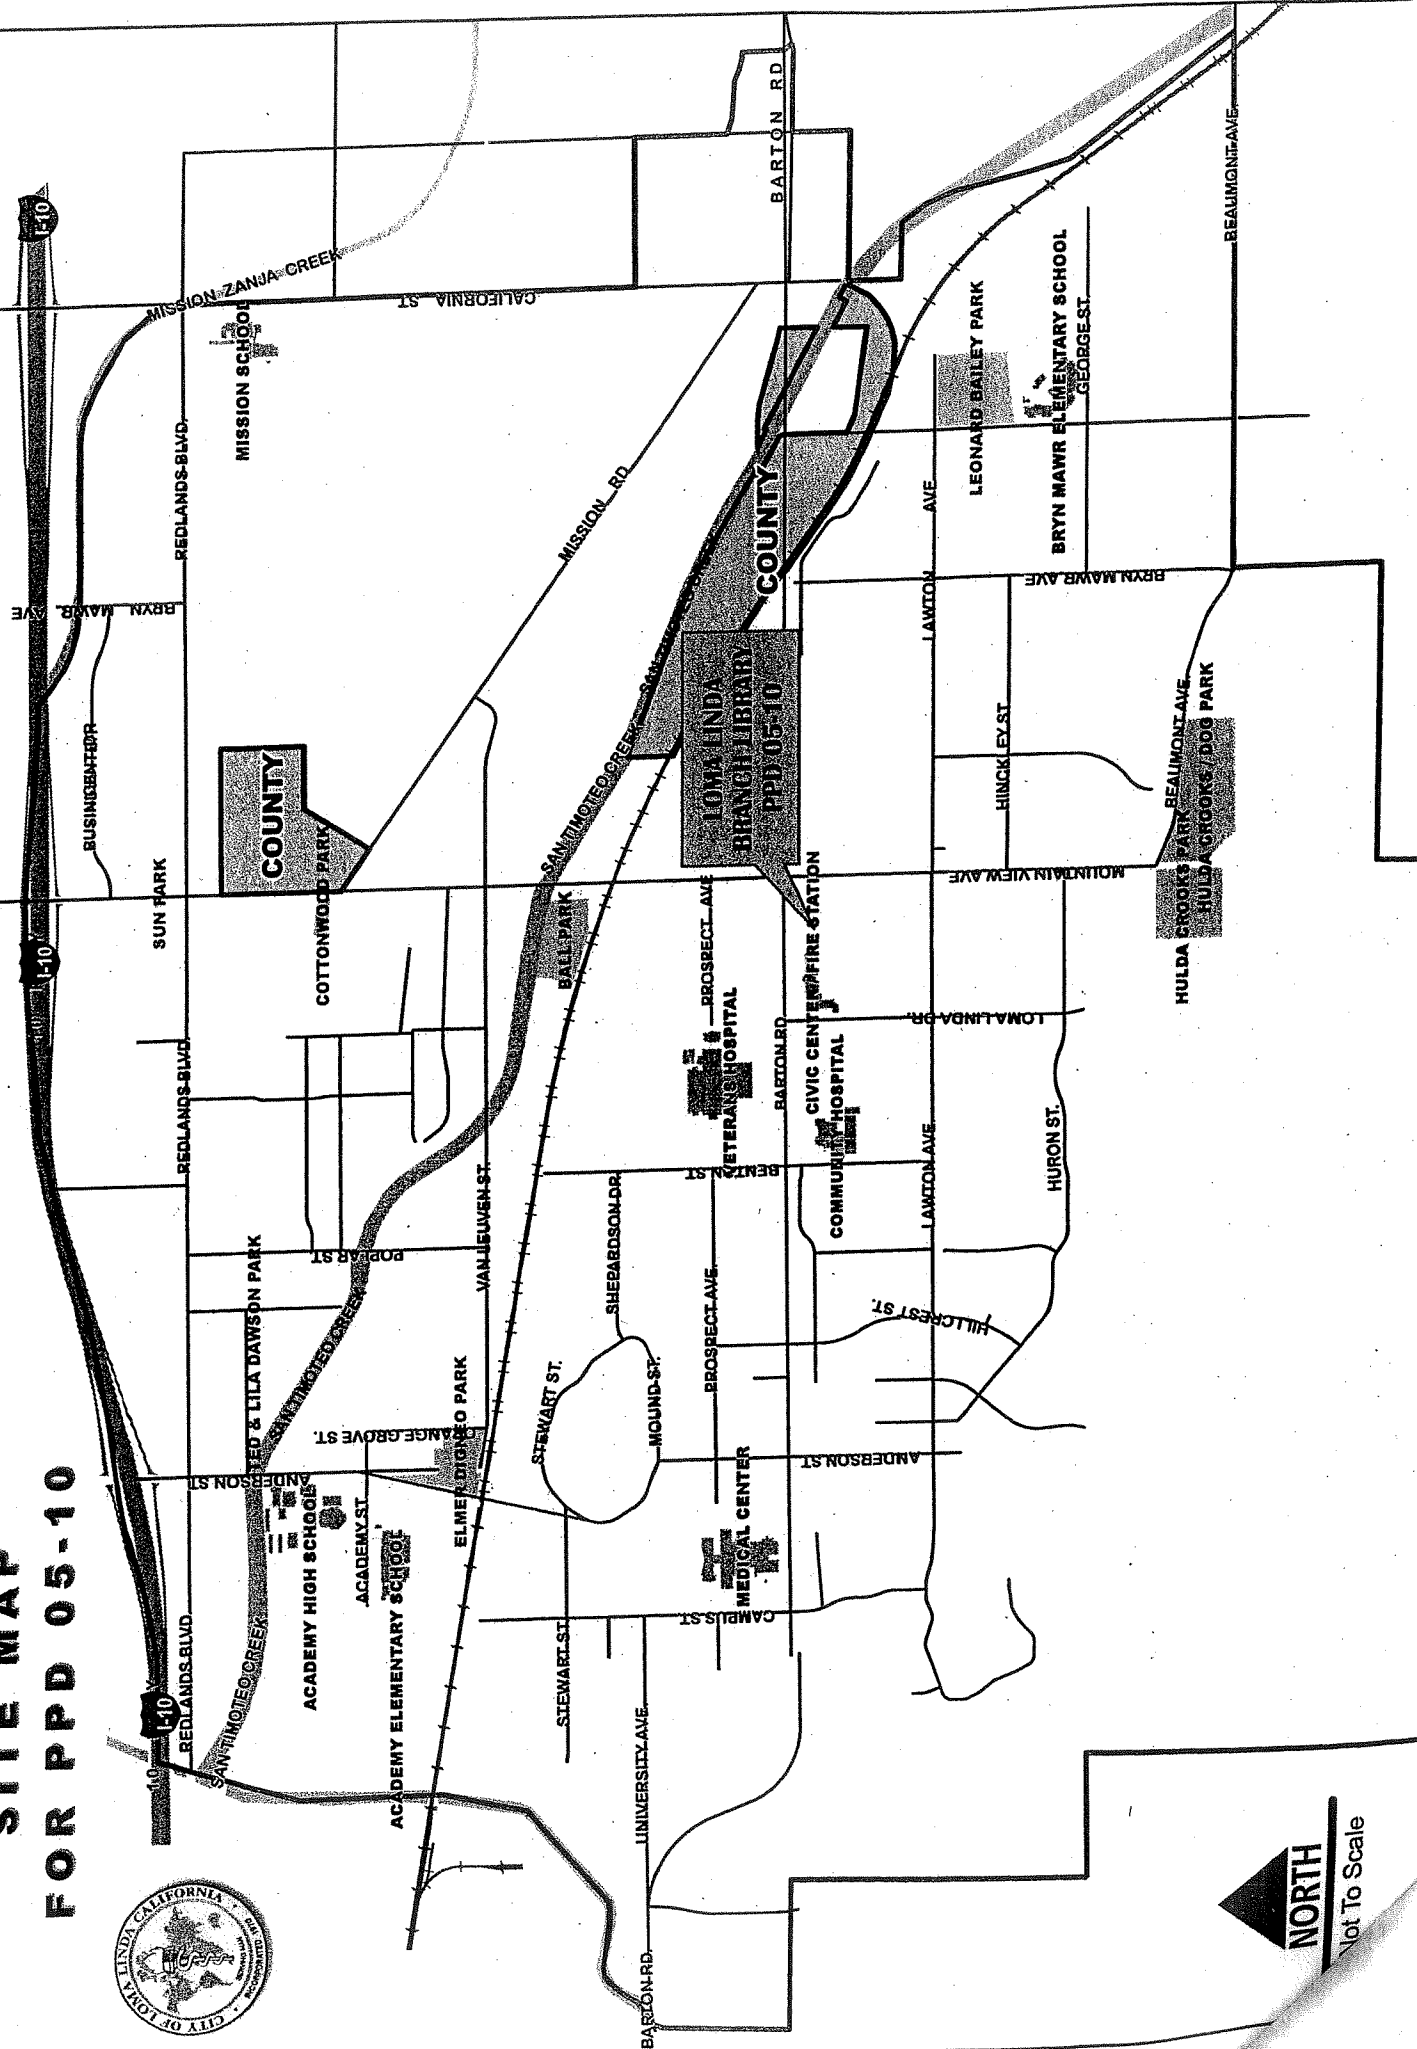 SITE MAP
FOR PPD 05-10
CITY OF LOMA LINDA CALIFORNIA
I-10
I-10
I-10
10
REDLANDS BLVD.
REDLANDS BLVD.
REDLANDS BLVD.
SAN TIMOTEO CREEK
SAN TIMOTEO CREEK
SAN TIMOTEO CREEK
SAN TIMOTEO CREEK
MISSION ZANJA CREEK
MISSION SCHOOL
CALIFORNIA ST
BRYN MAWR AVE
SUN PARK
COUNTY
COTTONWOOD PARK
MISSION RD
ANDERSON ST.
TED & LILA DAWSON PARK
POPLAR ST.
ORANGE GROVE ST.
ACADEMY HIGH SCHOOL
ACADEMY ST.
ACADEMY ELEMENTARY SCHOOL
ELMER DIGNEO PARK
VAN LEUVEN ST.
BALL PARK
STEWART ST.
STEWART ST.
SHEPARDSON DR.
MOUND ST.
UNIVERSITY AVE.
BARTON RD.
CAMPUS ST.
MEDICAL CENTER
PROSPECT AVE.
PROSPECT AVE
BENTON ST.
VETERANS HOSPITAL
BARTON RD
BARTON RD
COUNTY
LOMA LINDA
BRANCH LIBRARY
PPD 05-10
CIVIC CENTER/FIRE STATION
COMMUNITY HOSPITAL
ANDERSON ST.
HILLCREST ST.
LAWTON AVE.
LAWTON AVE
LOMA LINDA DR.
MOUNTAIN VIEW AVE
BRYN MAWR AVE
LEONARD BAILEY PARK
BRYN MAWR ELEMENTARY SCHOOL
GEORGE ST.
HINCKLEY ST.
HURON ST.
BEAUMONT AVE.
BEAUMONT AVE.
HULDA CROOKS PARK
HULDA CROOKS / DOG PARK
NORTH
Not To Scale